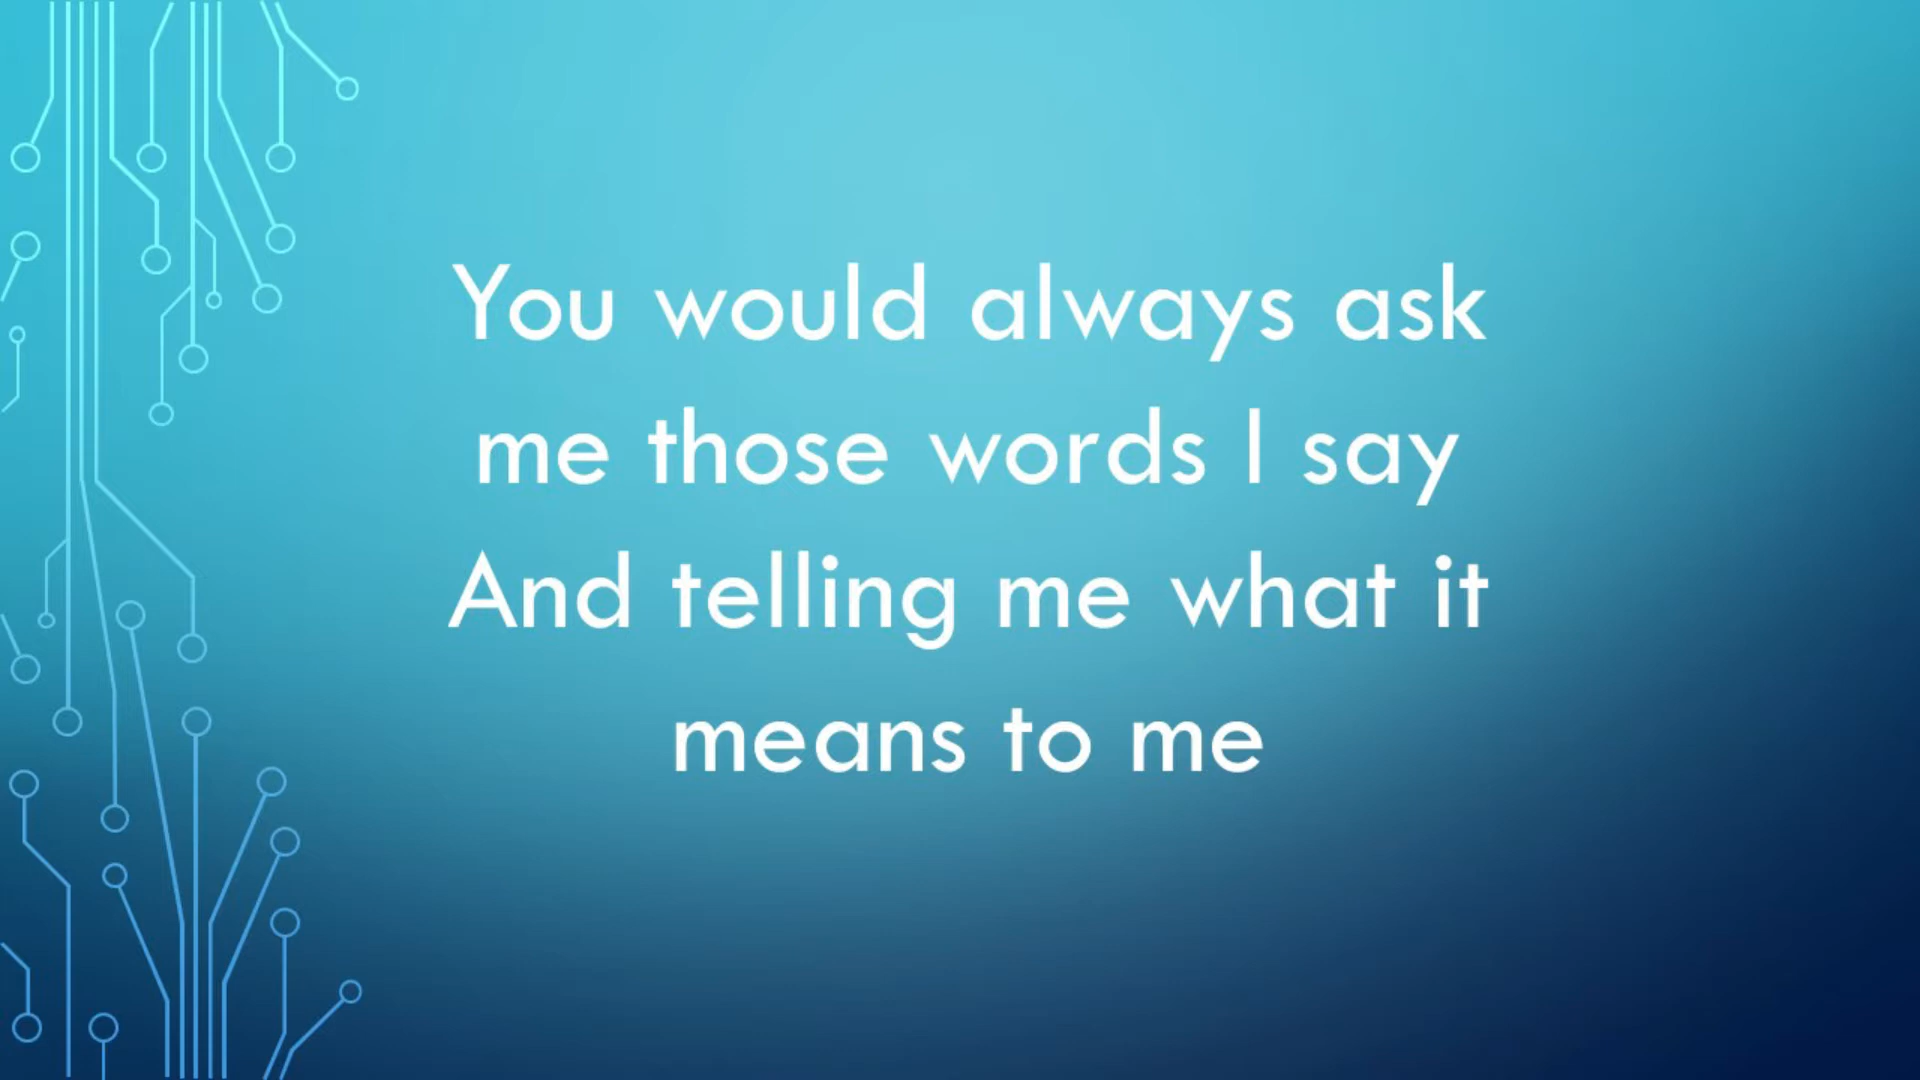 You would always ask
me those words I say
And telling me what it
means to me